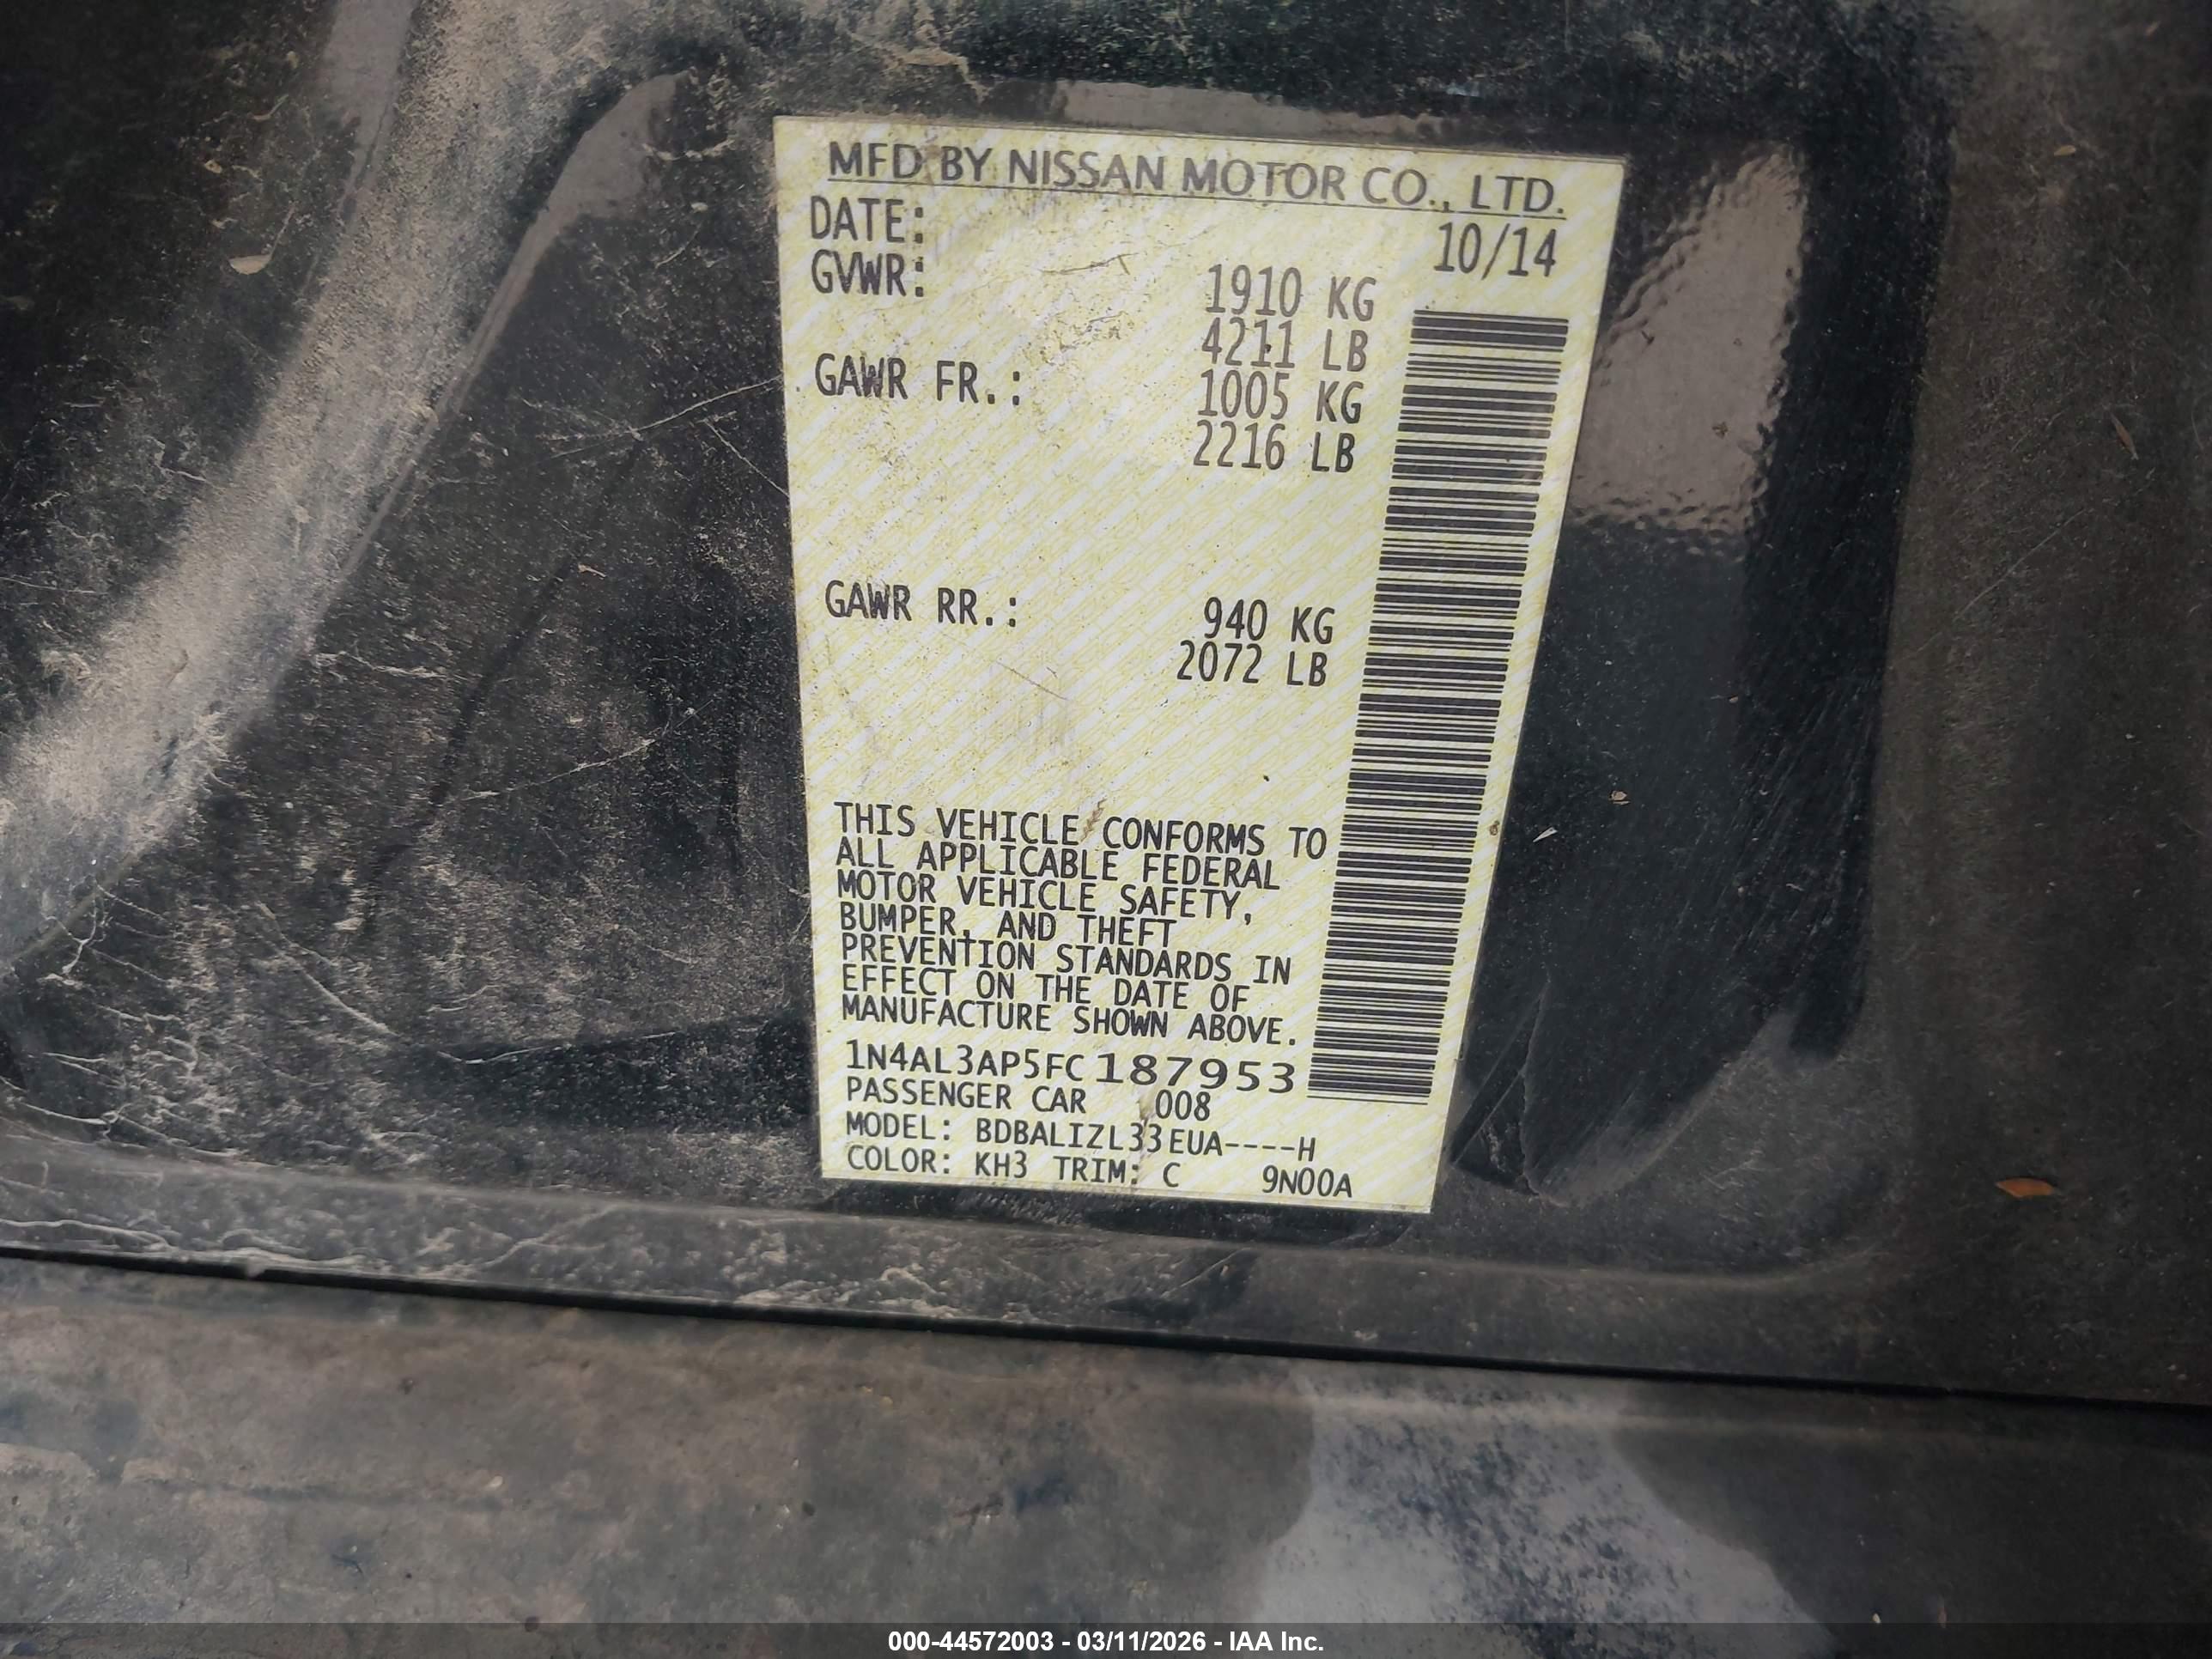 MFD BY NISSAN MOTOR CO., LTD.
DATE: 10/14
GVWR: 1910 KG
4211 LB
GAWR FR.: 1005 KG
2216 LB
GAWR RR.: 940 KG
2072 LB
THIS VEHICLE CONFORMS TO
ALL APPLICABLE FEDERAL
MOTOR VEHICLE SAFETY,
BUMPER, AND THEFT
PREVENTION STANDARDS IN
EFFECT ON THE DATE OF
MANUFACTURE SHOWN ABOVE.
1N4AL3AP5FC187953
PASSENGER CAR 008
MODEL: BDBALIZL33EUA----H
COLOR: KH3 TRIM: C 9N00A
000-44572003 - 03/11/2026 - IAA Inc.